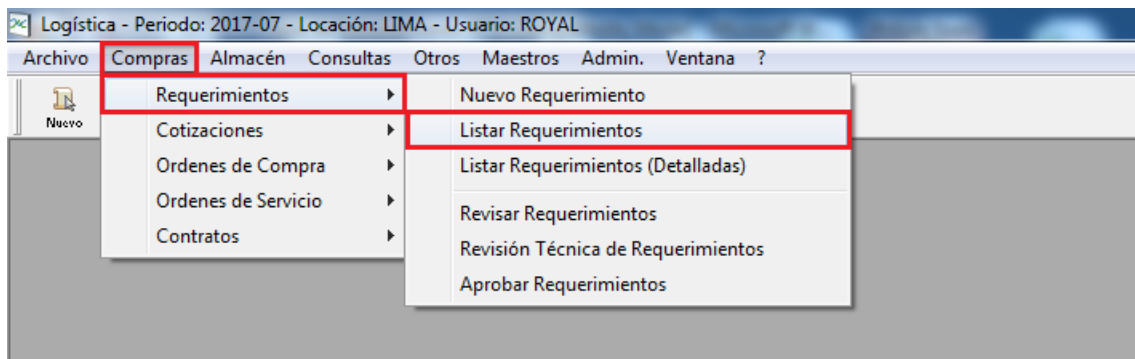 Logística - Periodo: 2017-07 - Locación: LIMA - Usuario: ROYAL
Archivo Compras Almacén Consultas Otros Maestros Admin. Ventana ?
Nuevo
Requerimientos
Cotizaciones
Ordenes de Compra
Ordenes de Servicio
Contratos
Nuevo Requerimiento
Listar Requerimientos
Listar Requerimientos (Detalladas)
Revisar Requerimientos
Revisión Técnica de Requerimientos
Aprobar Requerimientos